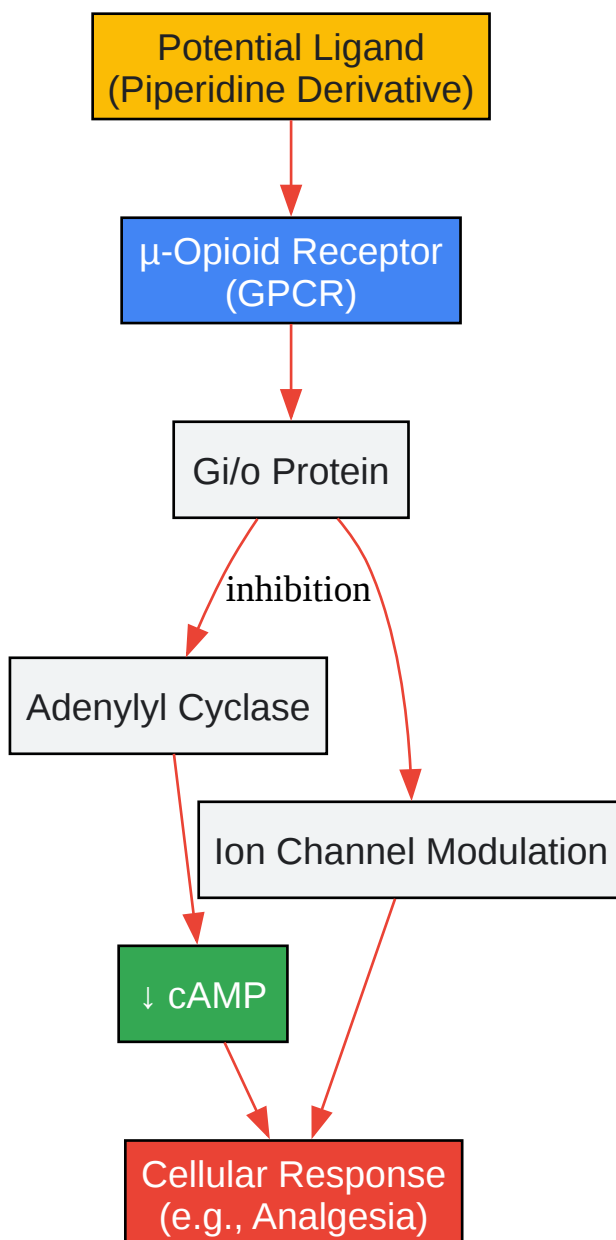 Potential Ligand
(Piperidine Derivative)
µ-Opioid Receptor
(GPCR)
Gi/o Protein
inhibition
Adenylyl Cyclase
Ion Channel Modulation
↓ cAMP
Cellular Response
(e.g., Analgesia)